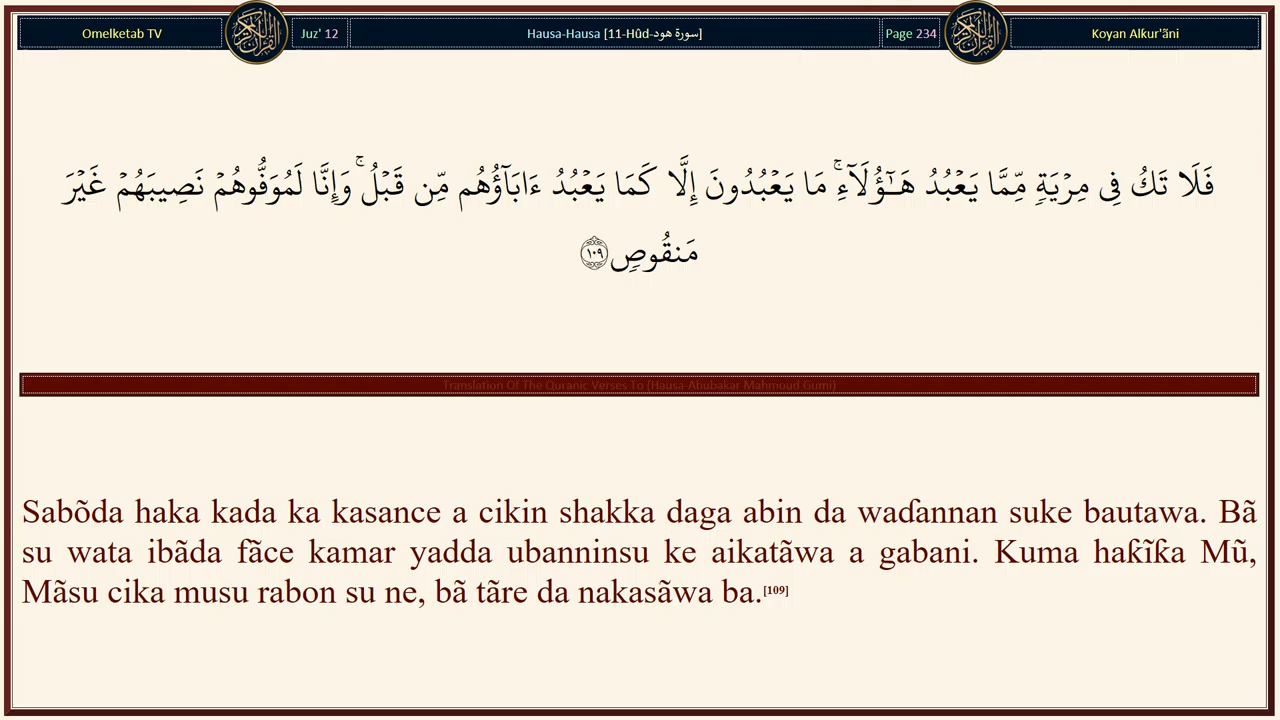 Omelketab TV
Juz' 12
Hausa-Hausa [11-Hûd-سورة هود]
Page 234
Koyan Alƙur'ãni
فَلَا تَكُ فِى مِرْيَةٍ مِّمَّا يَعْبُدُ هَـٰٓؤُلَآءِ ۚ مَا يَعْبُدُونَ إِلَّا كَمَا يَعْبُدُ ءَابَآؤُهُم مِّن قَبْلُ ۚ وَإِنَّا لَمُوَفُّوهُمْ نَصِيبَهُمْ غَيْرَ
مَنقُوصٍ ١٠٩
Translation Of The Quranic Verses To (Hausa-Abubakar Mahmoud Gumi)
Sabõda haka kada ka kasance a cikin shakka daga abin da waɗannan suke bautawa. Bã
su wata ibãda fãce kamar yadda ubanninsu ke aikatãwa a gabani. Kuma haƙĩƙa Mũ,
Mãsu cika musu rabon su ne, bã tãre da nakasãwa ba.[109]